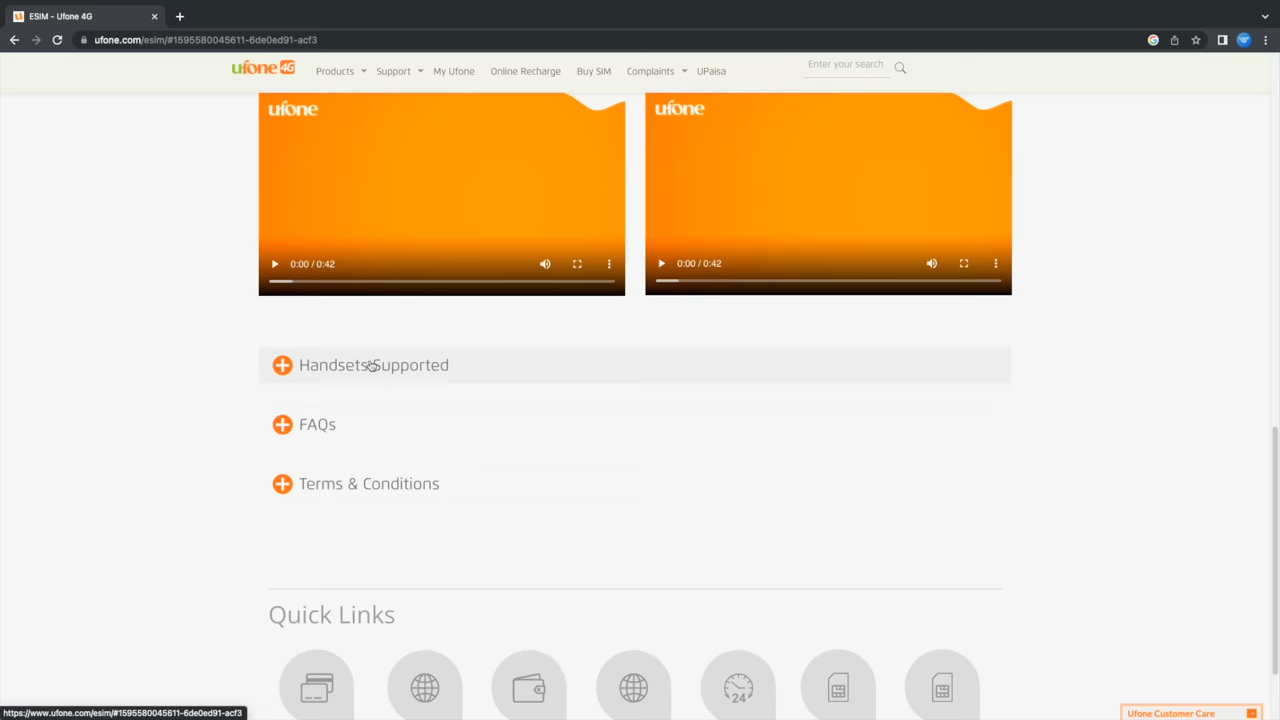 ESIM - Ufone 4G
ufone.com/esim/#1595580045611-6de0ed91-acf3
ufone 4G
Products
Support
My Ufone
Online Recharge
Buy SIM
Complaints
UPaisa
Enter your search
ufone
ufone
0:00 / 0:42
0:00 / 0:42
Handsets Supported
FAQs
Terms & Conditions
Quick Links
24
https://www.ufone.com/esim/#1595580045611-6de0ed91-acf3
Ufone Customer Care